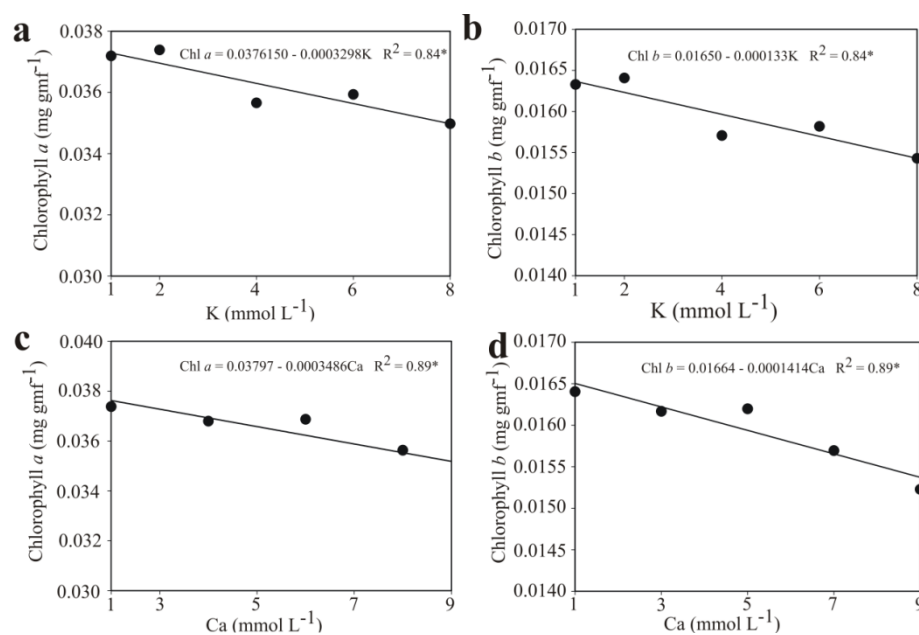 a
Chl a = 0.0376150 - 0.0003298K R² = 0.84*
Chlorophyll a (mg gmf⁻¹)
0.038
0.036
0.034
0.032
0.030
1 2 4 6 8
K (mmol L⁻¹)
b
Chl b = 0.01650 - 0.000133K R² = 0.84*
Chlorophyll b (mg gmf⁻¹)
0.0170
0.0165
0.0160
0.0155
0.0150
0.0145
0.0140
1 2 4 6 8
K (mmol L⁻¹)
c
Chl a = 0.03797 - 0.0003486Ca R² = 0.89*
Chlorophyll a (mg gmf⁻¹)
0.040
0.038
0.036
0.034
0.032
0.030
1 3 5 7 9
Ca (mmol L⁻¹)
d
Chl b = 0.01664 - 0.0001414Ca R² = 0.89*
Chlorophyll b (mg gmf⁻¹)
0.0170
0.0165
0.0160
0.0155
0.0150
0.0145
0.0140
1 3 5 7 9
Ca (mmol L⁻¹)